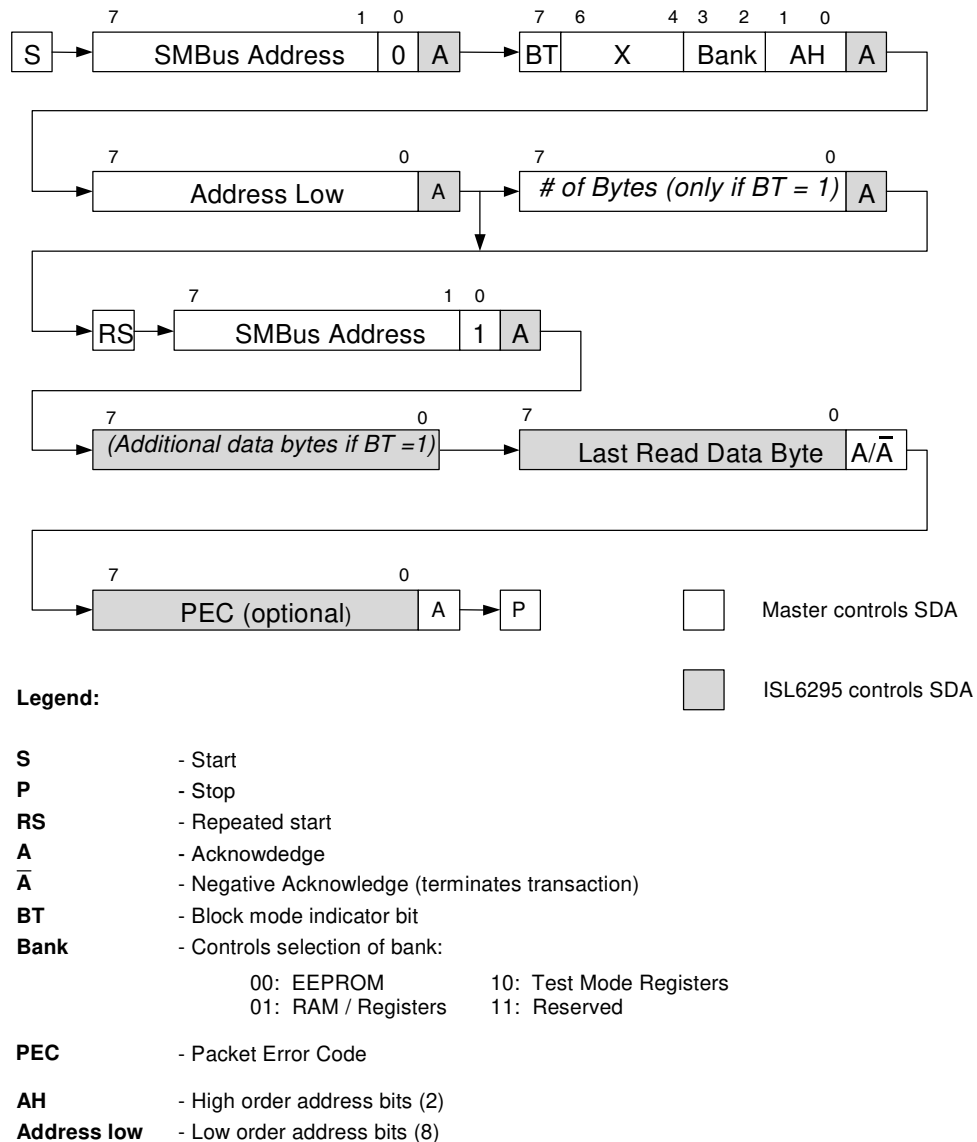 7 1 0 7 6 4 3 2 1 0
S SMBus Address 0 A BT X Bank AH A
7 0 7 0
Address Low A # of Bytes (only if BT = 1) A
7 1 0
RS SMBus Address 1 A
7 0 7 0
(Additional data bytes if BT =1) Last Read Data Byte A/A̅
7 0
PEC (optional) A P Master controls SDA
ISL6295 controls SDA
Legend:
S - Start
P - Stop
RS - Repeated start
A - Acknowdedge
A̅ - Negative Acknowledge (terminates transaction)
BT - Block mode indicator bit
Bank - Controls selection of bank:
00: EEPROM 10: Test Mode Registers
01: RAM / Registers 11: Reserved
PEC - Packet Error Code
AH - High order address bits (2)
Address low - Low order address bits (8)